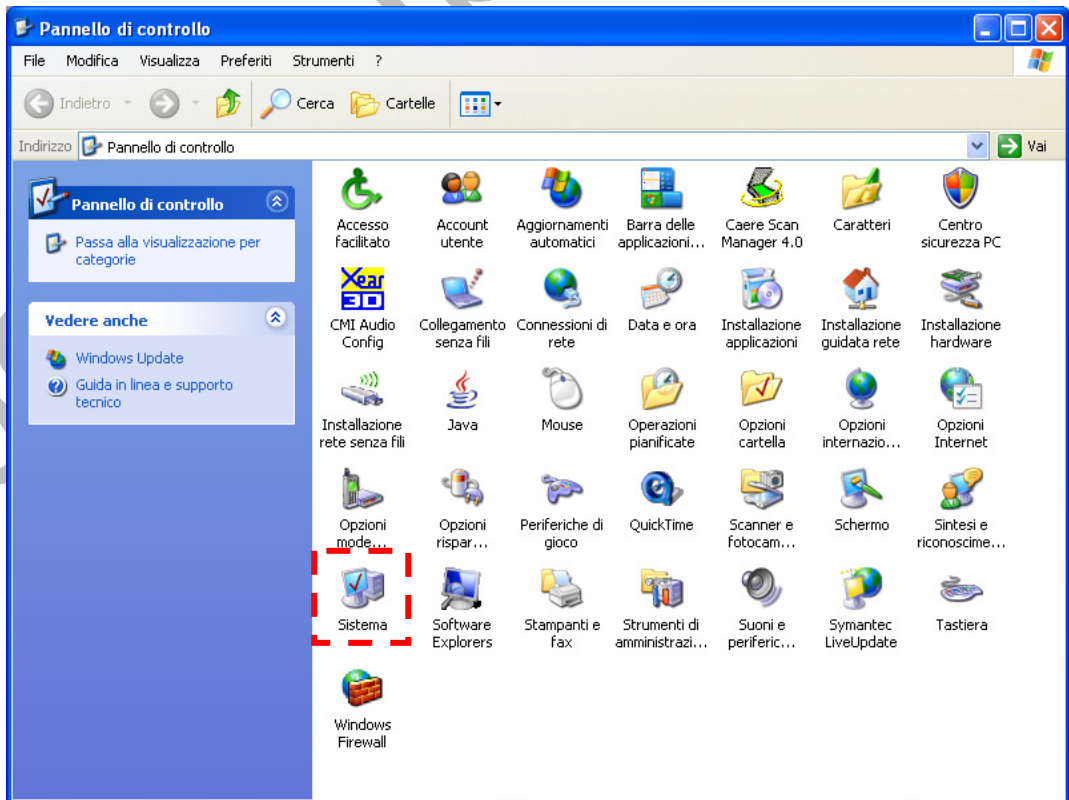 Pannello di controllo
File Modifica Visualizza Preferiti Strumenti ?
Indietro Cerca Cartelle
Indirizzo Pannello di controllo Vai
Pannello di controllo
Passa alla visualizzazione per
categorie
Vedere anche
Windows Update
Guida in linea e supporto
tecnico
Accesso
facilitato
Account
utente
Aggiornamenti
automatici
Barra delle
applicazioni...
Caere Scan
Manager 4.0
Caratteri
Centro
sicurezza PC
Xear
3D
CMI Audio
Config
Collegamento
senza fili
Connessioni di
rete
Data e ora
Installazione
applicazioni
Installazione
guidata rete
Installazione
hardware
Installazione
rete senza fili
Java
Mouse
Operazioni
pianificate
Opzioni
cartella
Opzioni
internazio...
Opzioni
Internet
Opzioni
mode...
Opzioni
rispar...
Periferiche di
gioco
QuickTime
Scanner e
fotocam...
Schermo
Sintesi e
riconoscime...
Sistema
Software
Explorers
Stampanti e
fax
Strumenti di
amministrazi...
Suoni e
periferic...
Symantec
LiveUpdate
Tastiera
Windows
Firewall